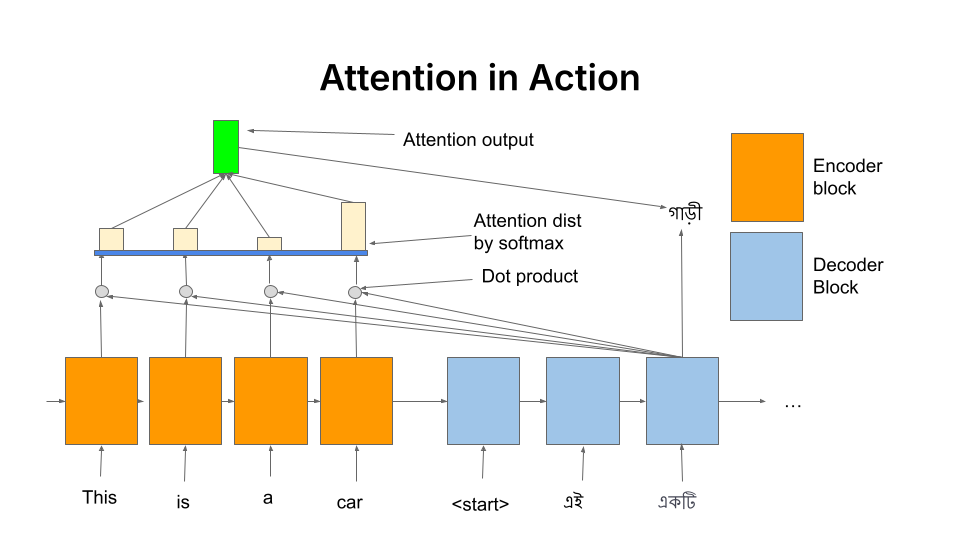 Attention in Action
Attention output
Encoder
block
গাড়ী
Attention dist
by softmax
Dot product
Decoder
Block
...
This
is
a
car
<start>
এই
একটি